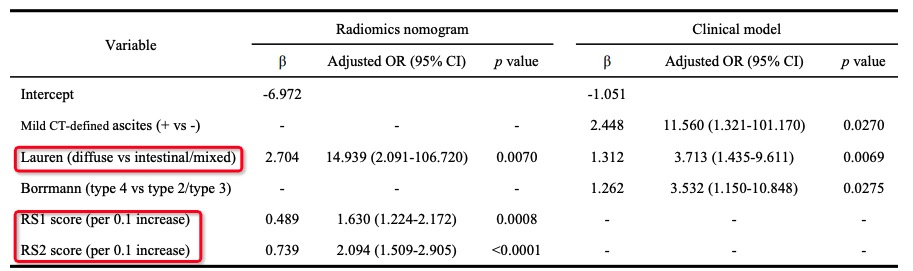 Variable Radiomics nomogram Clinical model
β Adjusted OR (95% CI) p value β Adjusted OR (95% CI) p value
Intercept -6.972 -1.051
Mild CT-defined ascites (+ vs -) - - - 2.448 11.560 (1.321-101.170) 0.0270
Lauren (diffuse vs intestinal/mixed) 2.704 14.939 (2.091-106.720) 0.0070 1.312 3.713 (1.435-9.611) 0.0069
Borrmann (type 4 vs type 2/type 3) - - - 1.262 3.532 (1.150-10.848) 0.0275
RS1 score (per 0.1 increase) 0.489 1.630 (1.224-2.172) 0.0008 - - -
RS2 score (per 0.1 increase) 0.739 2.094 (1.509-2.905) <0.0001 - - -